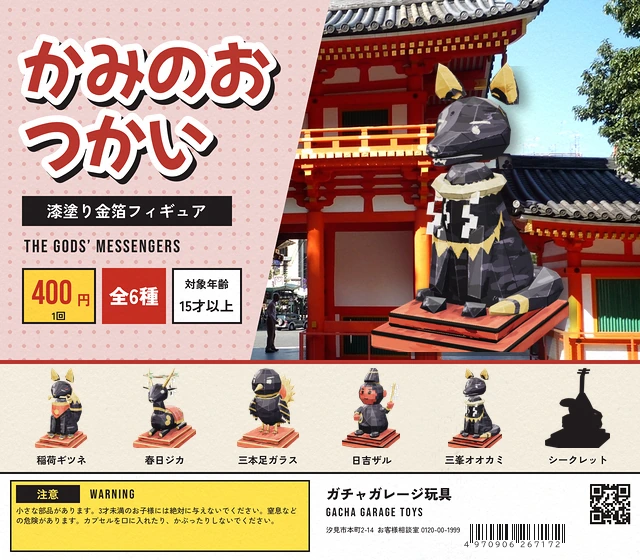 かみのお
つかい
漆塗り金箔フィギュア
THE GODS' MESSENGERS
400円
1回
全6種
対象年齢
15才以上
稲荷ギツネ
春日ジカ
三本足ガラス
日吉ザル
三峯オオカミ
シークレット
注意 WARNING
小さな部品があります。3才未満のお子様には絶対に与えないでください。窒息など
の危険があります。カプセルを口に入れたり、かぶったりしないでください。
ガチャガレージ玩具
GACHA GARAGE TOYS
汐見市本町2-14 お客様相談室 0120-00-1999
4 970906 267172